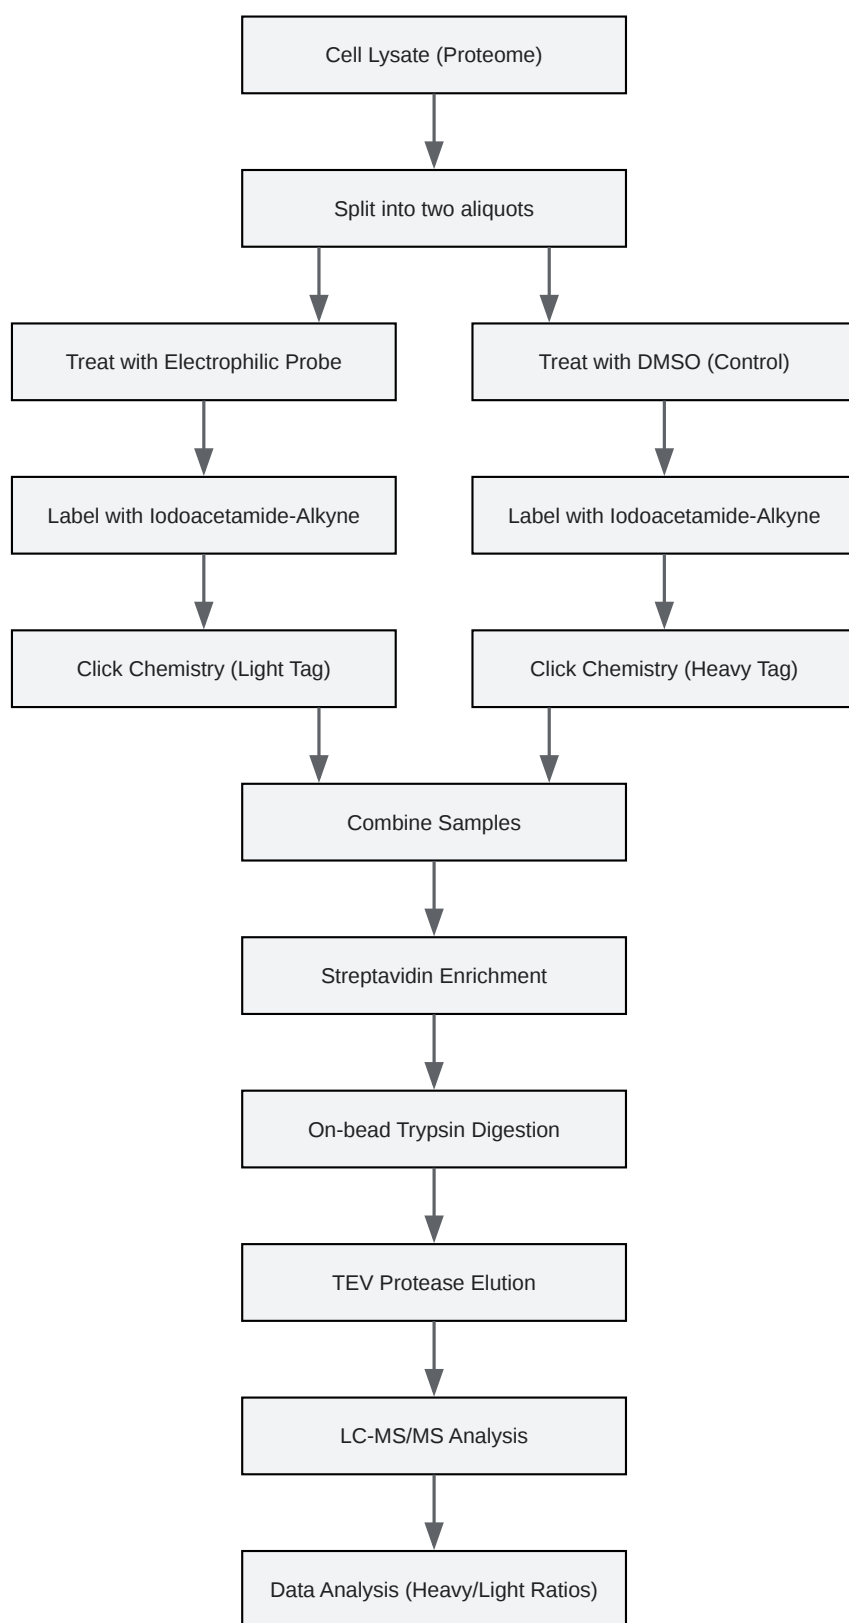 Cell Lysate (Proteome)
Split into two aliquots
Treat with Electrophilic Probe
Treat with DMSO (Control)
Label with Iodoacetamide-Alkyne
Label with Iodoacetamide-Alkyne
Click Chemistry (Light Tag)
Click Chemistry (Heavy Tag)
Combine Samples
Streptavidin Enrichment
On-bead Trypsin Digestion
TEV Protease Elution
LC-MS/MS Analysis
Data Analysis (Heavy/Light Ratios)